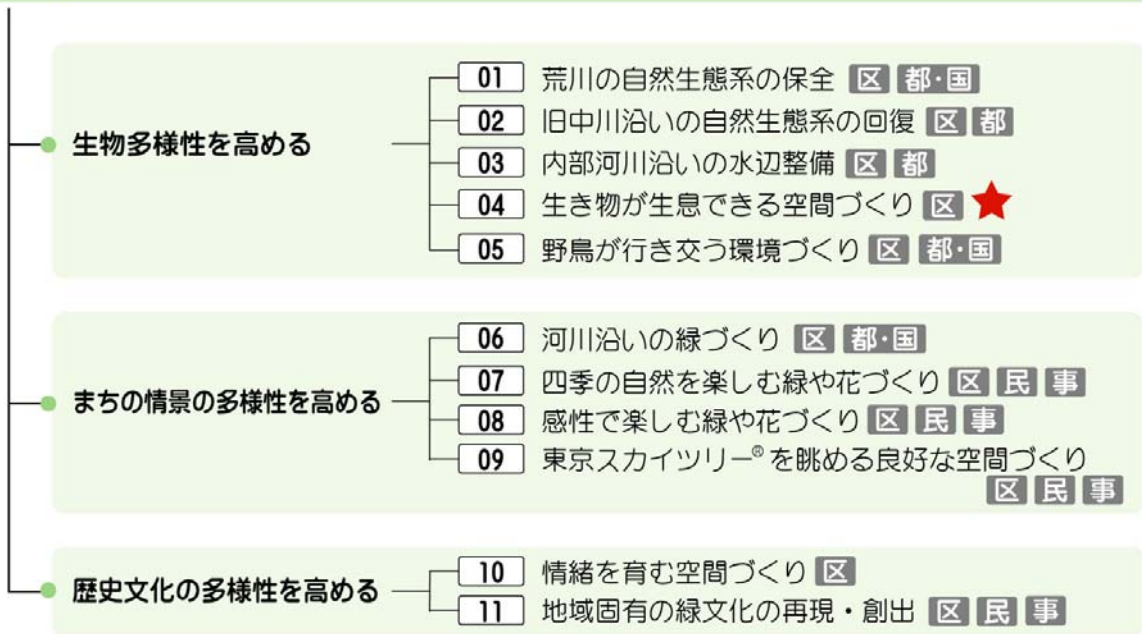 生物多様性を高める
01 荒川の自然生態系の保全 区 都・国
02 旧中川沿いの自然生態系の回復 区 都
03 内部河川沿いの水辺整備 区 都
04 生き物が生息できる空間づくり 区
05 野鳥が行き交う環境づくり 区 都・国
まちの情景の多様性を高める
06 河川沿いの緑づくり 区 都・国
07 四季の自然を楽しむ緑や花づくり 区 民 事
08 感性で楽しむ緑や花づくり 区 民 事
09 東京スカイツリー®を眺める良好な空間づくり
区 民 事
歴史文化の多様性を高める
10 情緒を育む空間づくり 区
11 地域固有の緑文化の再現・創出 区 民 事